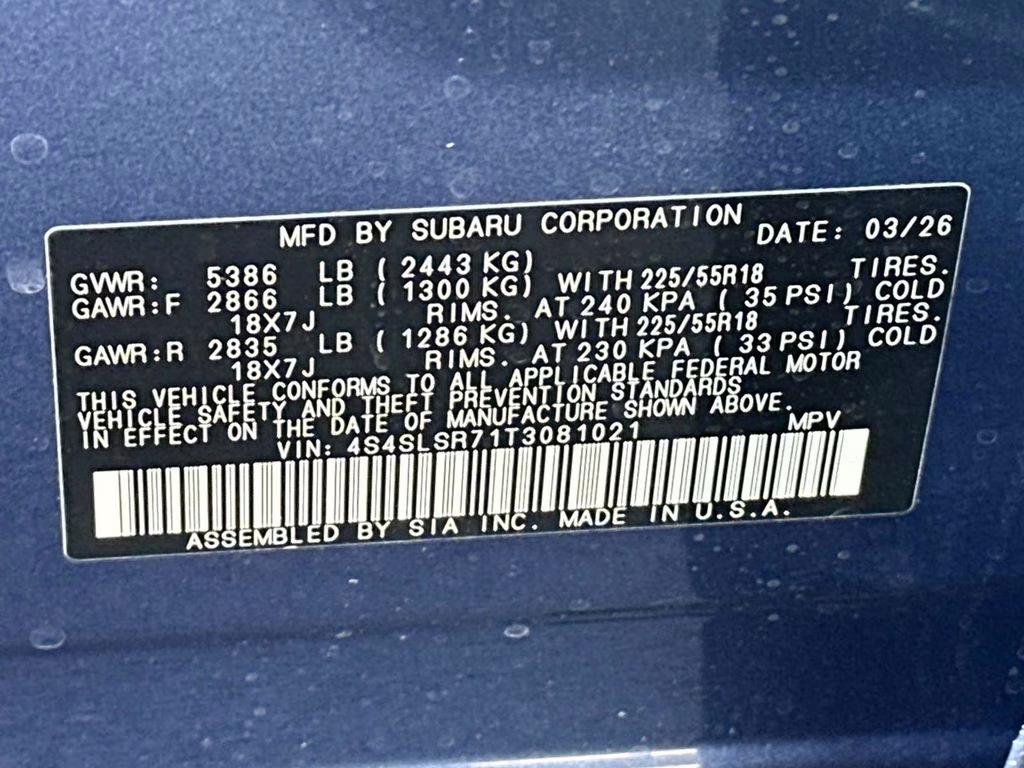 MFD BY SUBARU CORPORATION DATE: 03/26
GVWR: 5386 LB ( 2443 KG)
GAWR:F 2866 LB ( 1300 KG) WITH 225/55R18 TIRES.
18X7J RIMS. AT 240 KPA ( 35 PSI) COLD
GAWR:R 2835 LB ( 1286 KG) WITH 225/55R18 TIRES.
18X7J RIMS. AT 230 KPA ( 33 PSI) COLD
THIS VEHICLE CONFORMS TO ALL APPLICABLE FEDERAL MOTOR
VEHICLE SAFETY AND THEFT PREVENTION STANDARDS
IN EFFECT ON THE DATE OF MANUFACTURE SHOWN ABOVE.
VIN: 4S4SLSR71T3081021 MPV
ASSEMBLED BY SIA INC. MADE IN U.S.A.